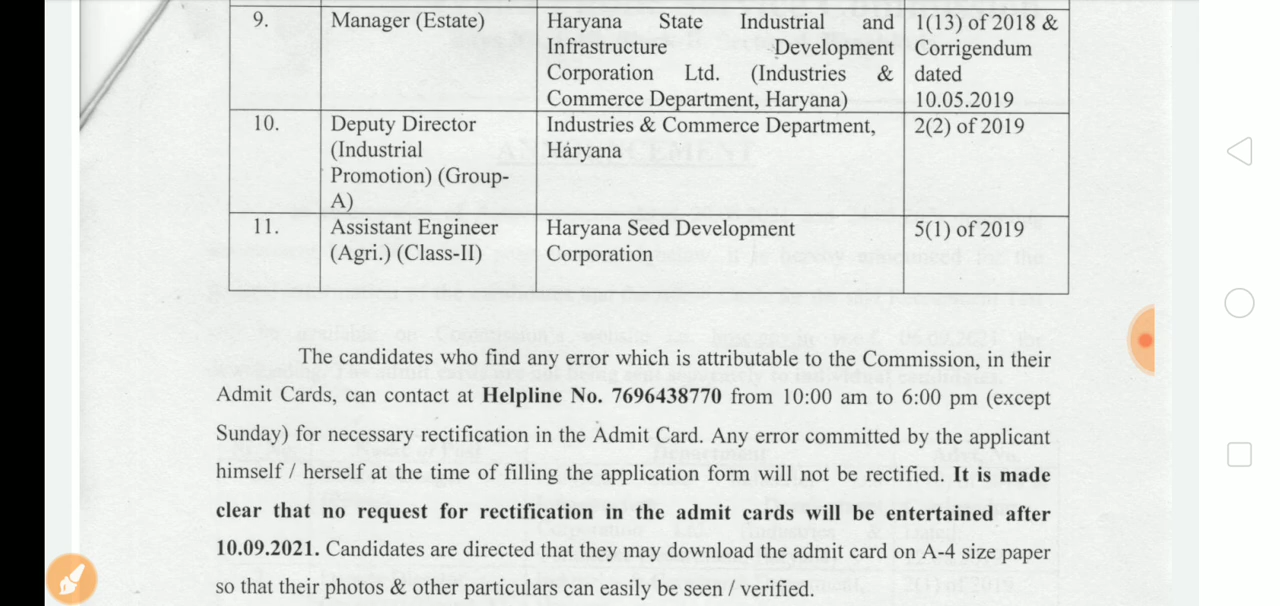 9. Manager (Estate) Haryana State Industrial and 1(13) of 2018 &
Infrastructure Development Corrigendum
Corporation Ltd. (Industries & dated
Commerce Department, Haryana) 10.05.2019
10. Deputy Director Industries & Commerce Department, 2(2) of 2019
(Industrial Haryana
Promotion) (Group-
A)
11. Assistant Engineer Haryana Seed Development 5(1) of 2019
(Agri.) (Class-II) Corporation
The candidates who find any error which is attributable to the Commission, in their
Admit Cards, can contact at Helpline No. 7696438770 from 10:00 am to 6:00 pm (except
Sunday) for necessary rectification in the Admit Card. Any error committed by the applicant
himself / herself at the time of filling the application form will not be rectified. It is made
clear that no request for rectification in the admit cards will be entertained after
10.09.2021. Candidates are directed that they may download the admit card on A-4 size paper
so that their photos & other particulars can easily be seen / verified.